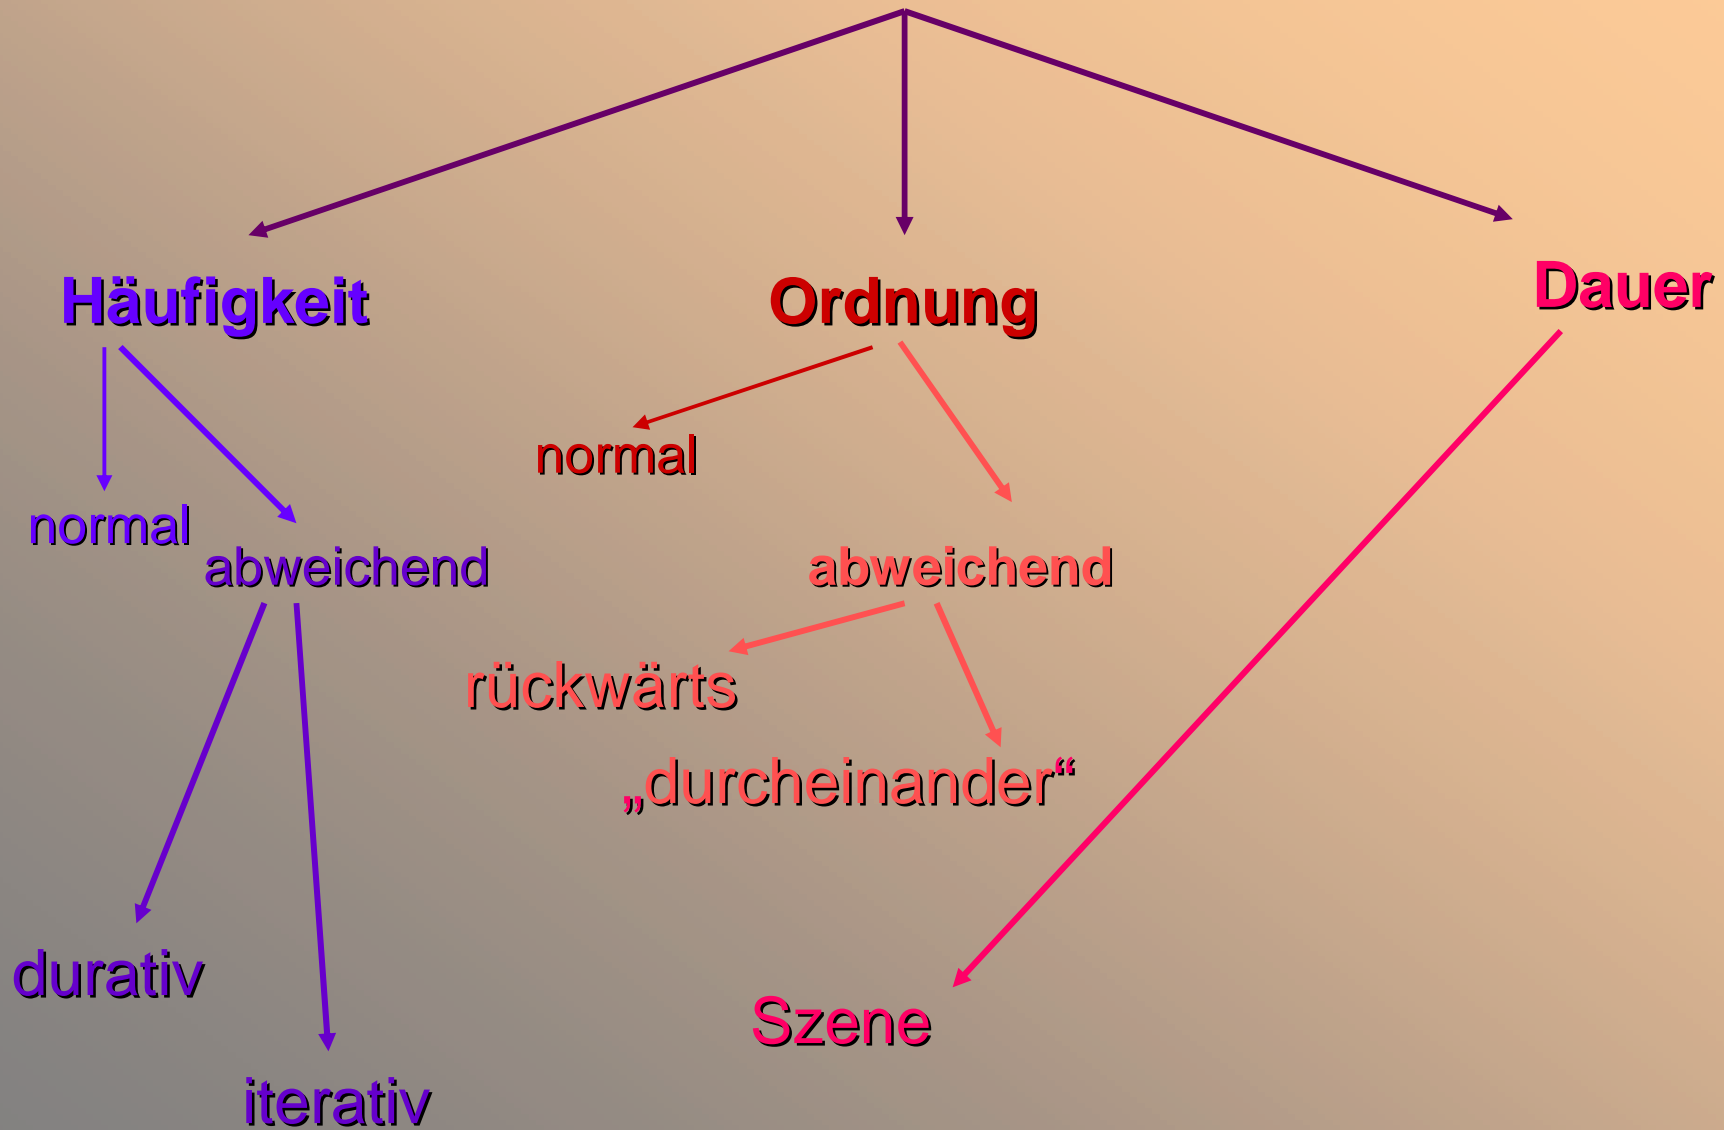 Häufigkeit
Ordnung
Dauer
normal
normal
abweichend
abweichend
rückwärts
„durcheinander“
durativ
Szene
iterativ